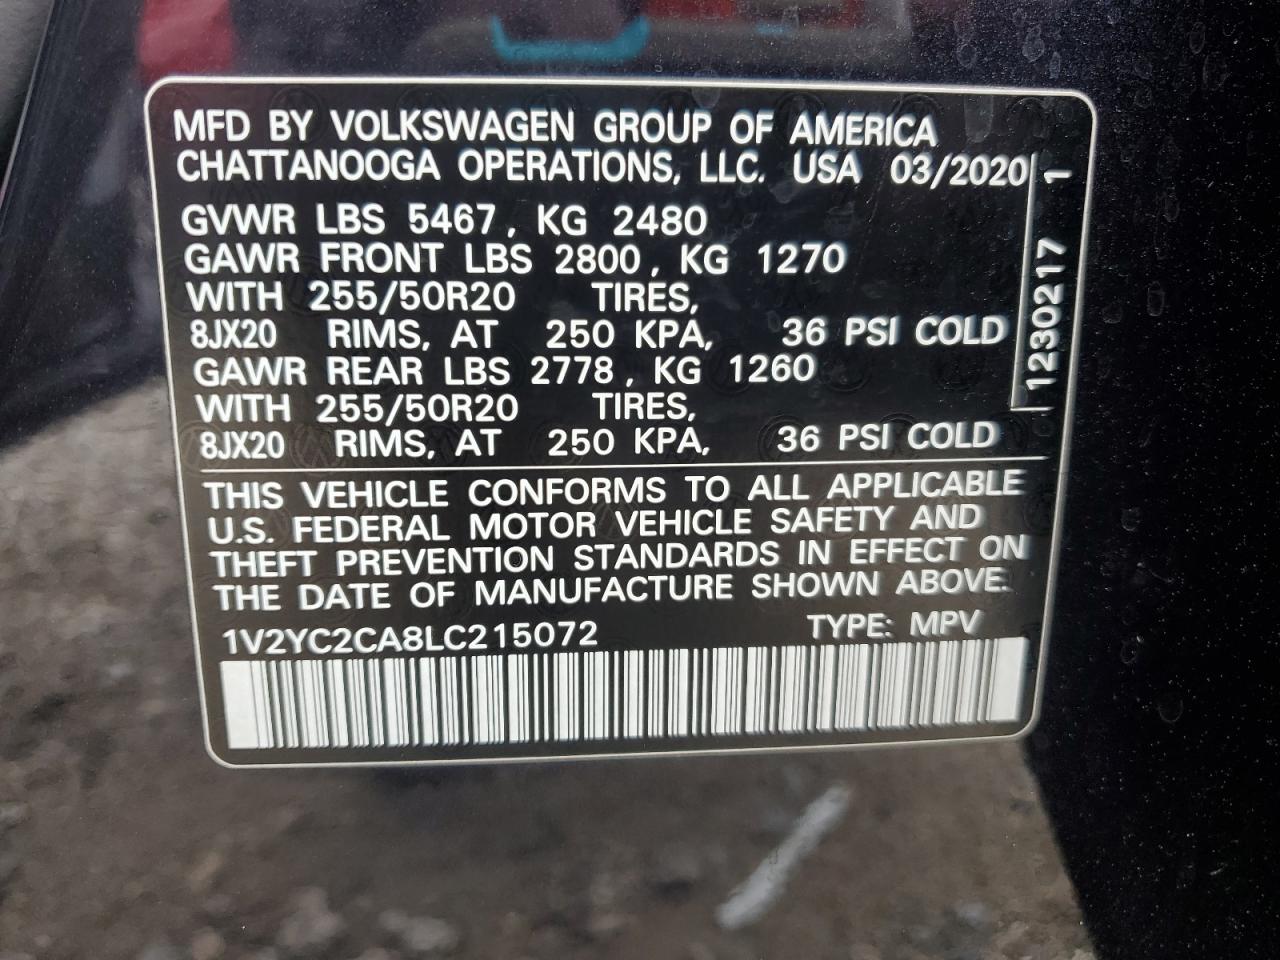 MFD BY VOLKSWAGEN GROUP OF AMERICA
CHATTANOOGA OPERATIONS, LLC. USA 03/2020
GVWR LBS 5467, KG 2480
GAWR FRONT LBS 2800, KG 1270
WITH 255/50R20 TIRES,
8JX20 RIMS, AT 250 KPA, 36 PSI COLD
GAWR REAR LBS 2778, KG 1260
WITH 255/50R20 TIRES,
8JX20 RIMS, AT 250 KPA, 36 PSI COLD
1230217 1
THIS VEHICLE CONFORMS TO ALL APPLICABLE
U.S. FEDERAL MOTOR VEHICLE SAFETY AND
THEFT PREVENTION STANDARDS IN EFFECT ON
THE DATE OF MANUFACTURE SHOWN ABOVE.
1V2YC2CA8LC215072 TYPE: MPV